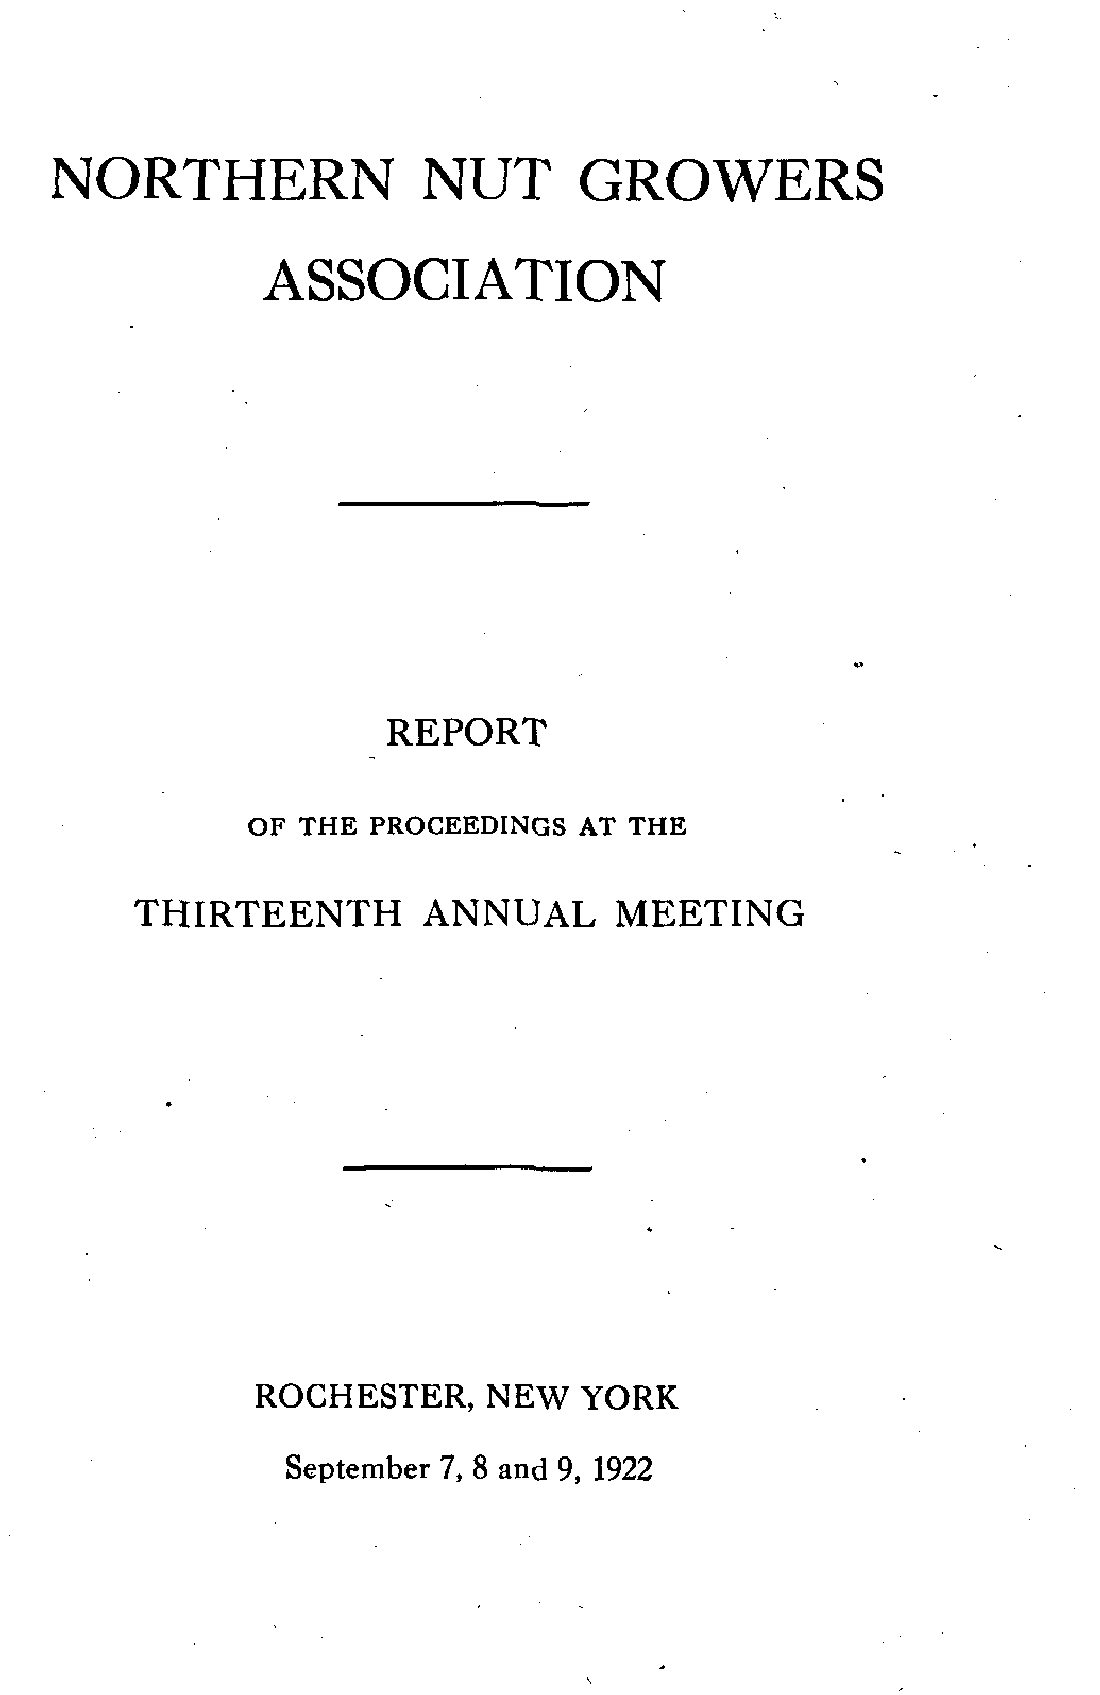 NORTHERN NUT GROWERS
ASSOCIATION
REPORT
OF THE PROCEEDINGS AT THE
THIRTEENTH ANNUAL MEETING
ROCHESTER, NEW YORK
September 7, 8 and 9, 1922